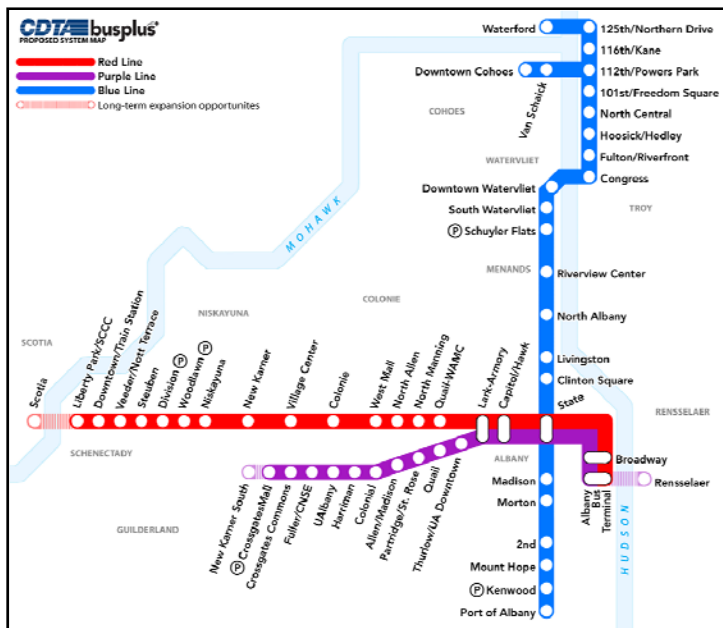 CDTA busplus+
PROPOSED SYSTEM MAP
Red Line
Purple Line
Blue Line
Long-term expansion opportunites
Waterford
125th/Northern Drive
116th/Kane
Downtown Cohoes
112th/Powers Park
Van Schaick
101st/Freedom Square
COHOES
North Central
Hoosick/Hedley
WATERVLIET
Fulton/Riverfront
Congress
Downtown Watervliet
South Watervliet
TROY
Schuyler Flats
P
MOHAWK
MENANDS
Riverview Center
COLONIE
NISKAYUNA
North Albany
SCOTIA
Livingston
Clinton Square
State
Scotia
Liberty Park/SCCC
Downtown/Train Station
Veeder/Nott Terrace
Steuben
Division P
Woodlawn P
Niskayuna
New Karner
Village Center
Colonie
West Mall
North Allen
North Manning
Quail-WAMC
Lark-Armory
Capitol/Hawk
RENSSELAER
SCHENECTADY
ALBANY
Broadway
Rensselaer
Albany
Bus
Terminal
New Karner South
P CrossgatesMall
Crossgates Commons
Fulfer/CNSE
UAlbany
Harriman
Colonial
Allen/Madison
Partridge/St. Rose
Quail
Thurlow/UA Downtown
GUILDERLAND
Madison
Morton
2nd
Mount Hope
P Kenwood
Port of Albany
HUDSON